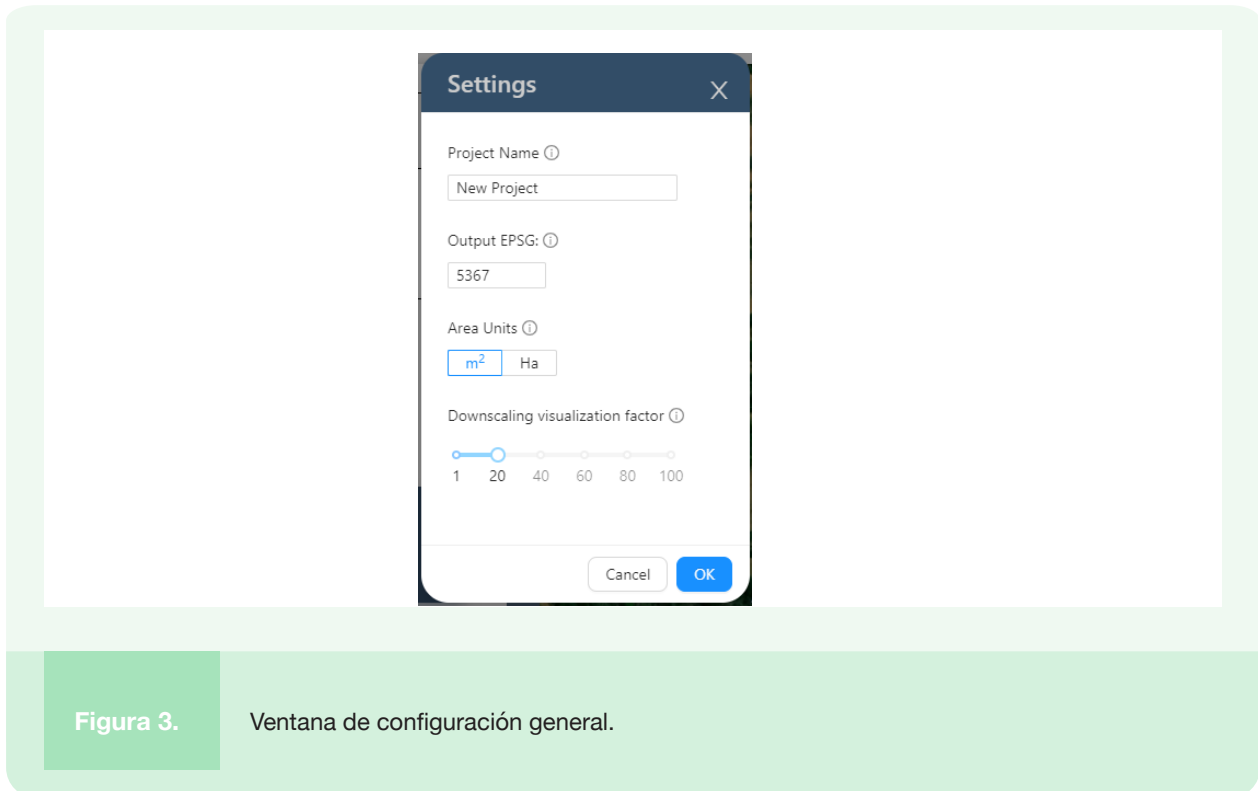 Settings X
Project Name ⓘ
New Project
Output EPSG: ⓘ
5367
Area Units ⓘ
m² Ha
Downscaling visualization factor ⓘ
1 20 40 60 80 100
Cancel OK
Figura 3. Ventana de configuración general.